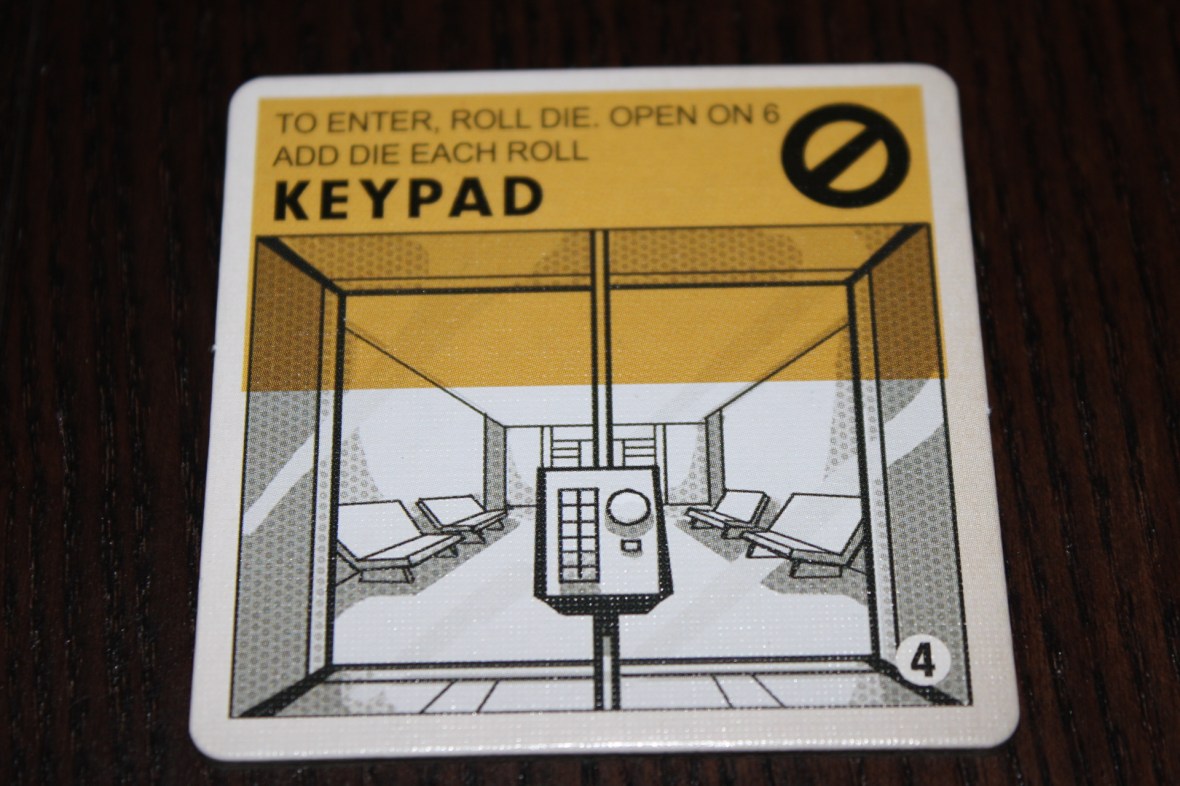 TO ENTER, ROLL DIE. OPEN ON 6
ADD DIE EACH ROLL
KEYPAD
4